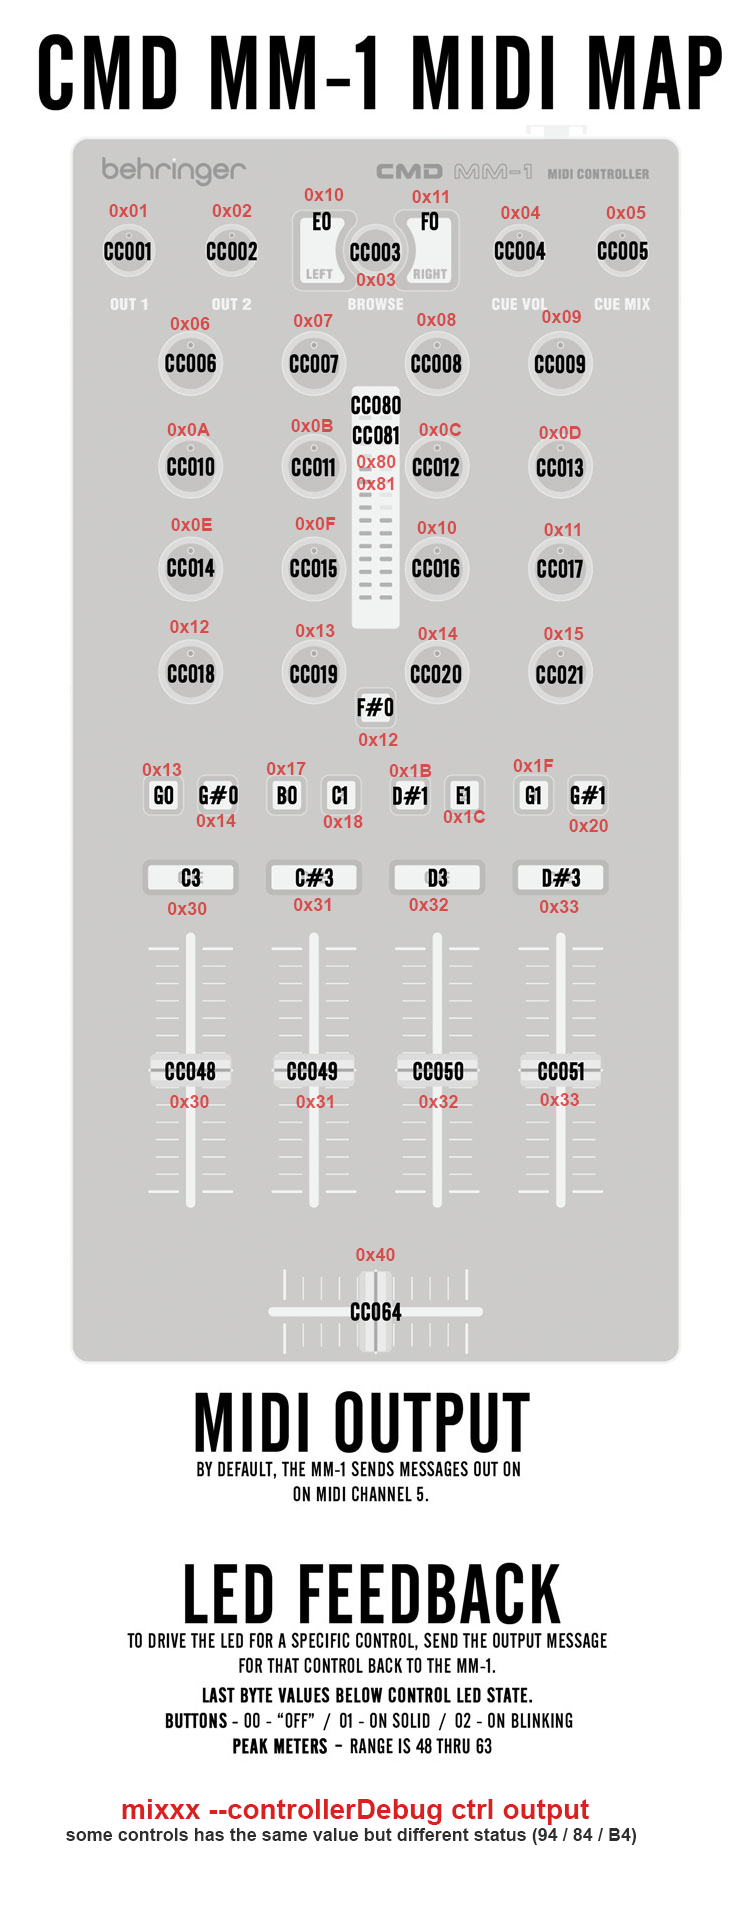 CMD MM-1 MIDI MAP
behringer
CMD MM-1 MIDI CONTROLLER
0x01 0x02 0x10 0x11 0x04 0x05
E0 F0
CC001 CC002 CC003 CC004 CC005
LEFT RIGHT
0x03
OUT 1 OUT 2 BROWSE CUE VOL CUE MIX
0x06 0x07 0x08 0x09
CC006 CC007 CC008 CC009
CC080
0x0A 0x0B CC081 0x0C 0x0D
CC010 CC011 0x80 CC012 CC013
0x81
0x0E 0x0F 0x10 0x11
CC014 CC015 CC016 CC017
0x12 0x13 0x14 0x15
CC018 CC019 CC020 CC021
F#0
0x12
0x13 0x17 0x1B 0x1F
G0 G#0 B0 C1 D#1 E1 G1 G#1
0x14 0x18 0x1C 0x20
C3 C#3 D3 D#3
0x30 0x31 0x32 0x33
CC048 CC049 CC050 CC051
0x30 0x31 0x32 0x33
0x40
CC064
MIDI OUTPUT
BY DEFAULT, THE MM-1 SENDS MESSAGES OUT ON
ON MIDI CHANNEL 5.
LED FEEDBACK
TO DRIVE THE LED FOR A SPECIFIC CONTROL, SEND THE OUTPUT MESSAGE
FOR THAT CONTROL BACK TO THE MM-1.
LAST BYTE VALUES BELOW CONTROL LED STATE.
BUTTONS - 00 - “OFF” / 01 - ON SOLID / 02 - ON BLINKING
PEAK METERS - RANGE IS 48 THRU 63
mixxx --controllerDebug ctrl output
some controls has the same value but different status (94 / 84 / B4)